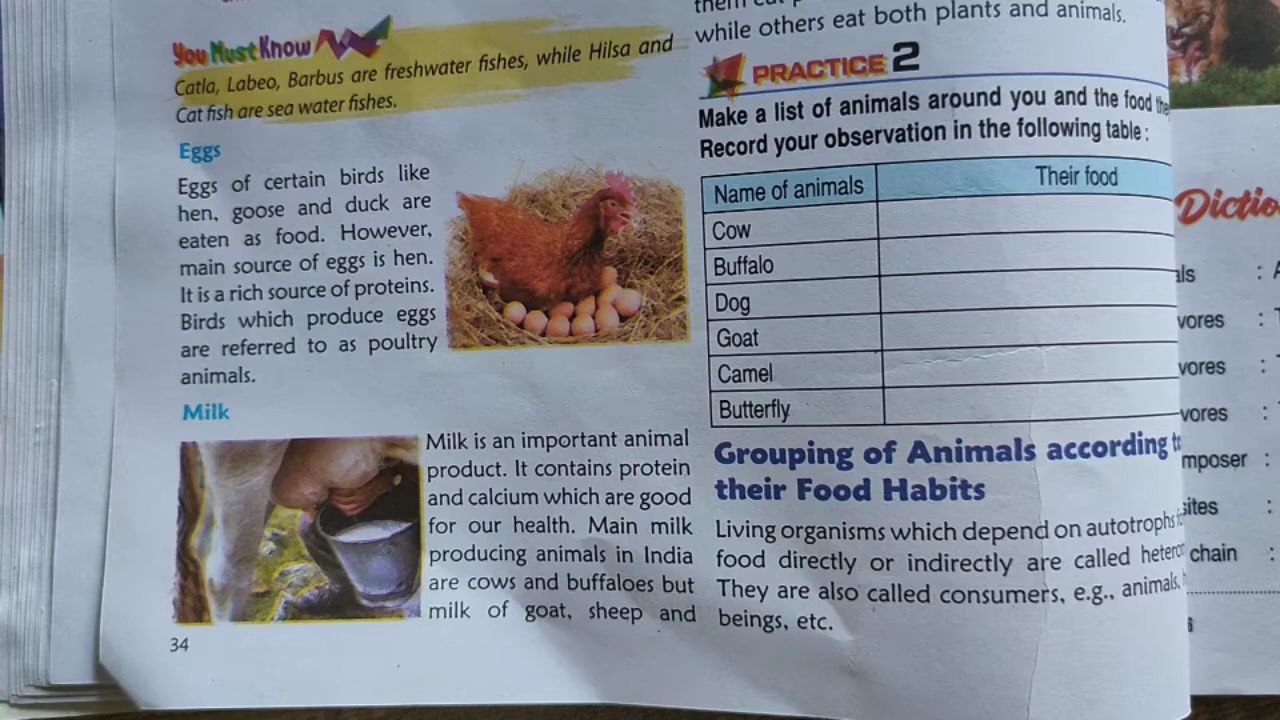 You Must Know
Catla, Labeo, Barbus are freshwater fishes, while Hilsa and
Cat fish are sea water fishes.
Eggs
Eggs of certain birds like
hen, goose and duck are
eaten as food. However,
main source of eggs is hen.
It is a rich source of proteins.
Birds which produce eggs
are referred to as poultry
animals.
Milk
Milk is an important animal
product. It contains protein
and calcium which are good
for our health. Main milk
producing animals in India
are cows and buffaloes but
milk of goat, sheep and
34
them eat
while others eat both plants and animals.
PRACTICE 2
Make a list of animals around you and the food
Record your observation in the following table :
Name of animals Their food
Cow
Buffalo
Dog
Goat
Camel
Butterfly
Grouping of Animals according to
their Food Habits
Living organisms which depend on autotrophs
food directly or indirectly are called
They are also called consumers, e.g., animals,
beings, etc.
chain :